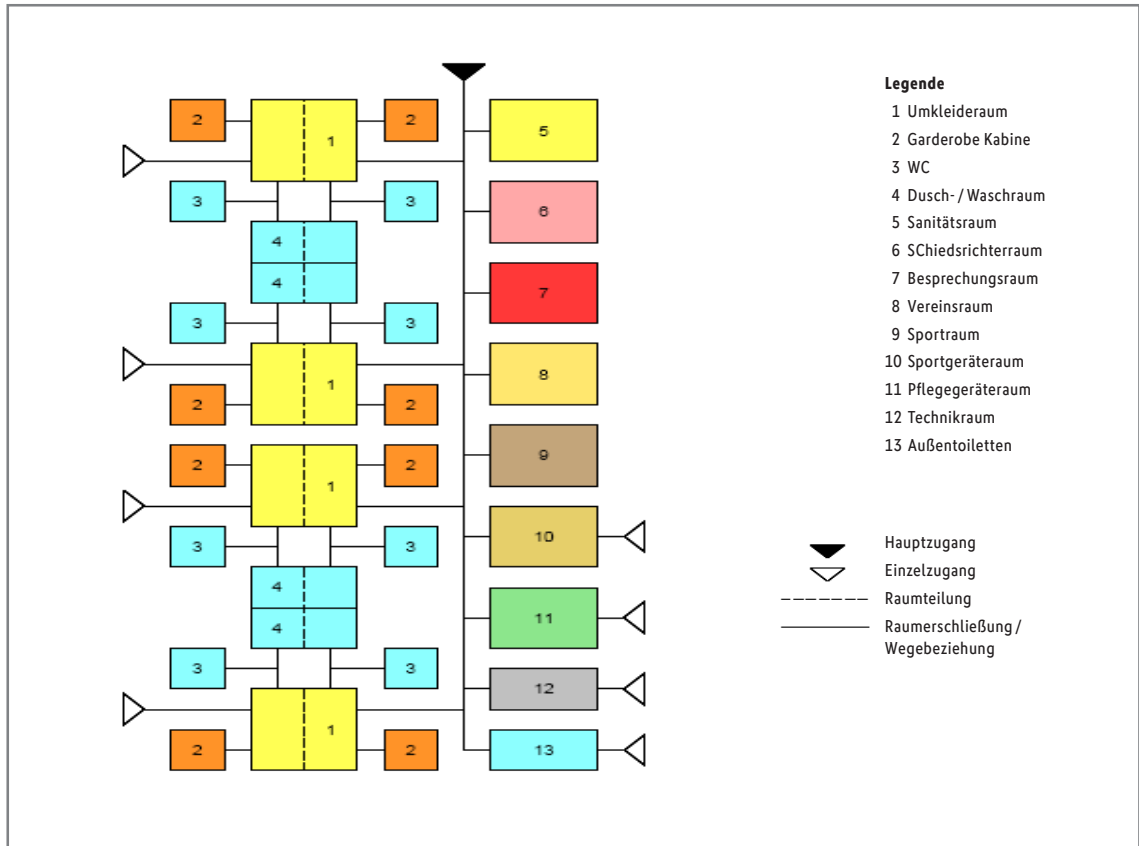 2 2
1
5
3 3
6
4
4
7
3 3
1
8
2 2
2 2
9
1
10
3 3
4
11
4
3 3
12
1
2 2
13
Legende
1 Umkleideraum
2 Garderobe Kabine
3 WC
4 Dusch- / Waschraum
5 Sanitätsraum
6 SChiedsrichterraum
7 Besprechungsraum
8 Vereinsraum
9 Sportraum
10 Sportgeräteraum
11 Pflegegeräteraum
12 Technikraum
13 Außentoiletten
Hauptzugang
Einzelzugang
Raumteilung
Raumerschließung /
Wegebeziehung